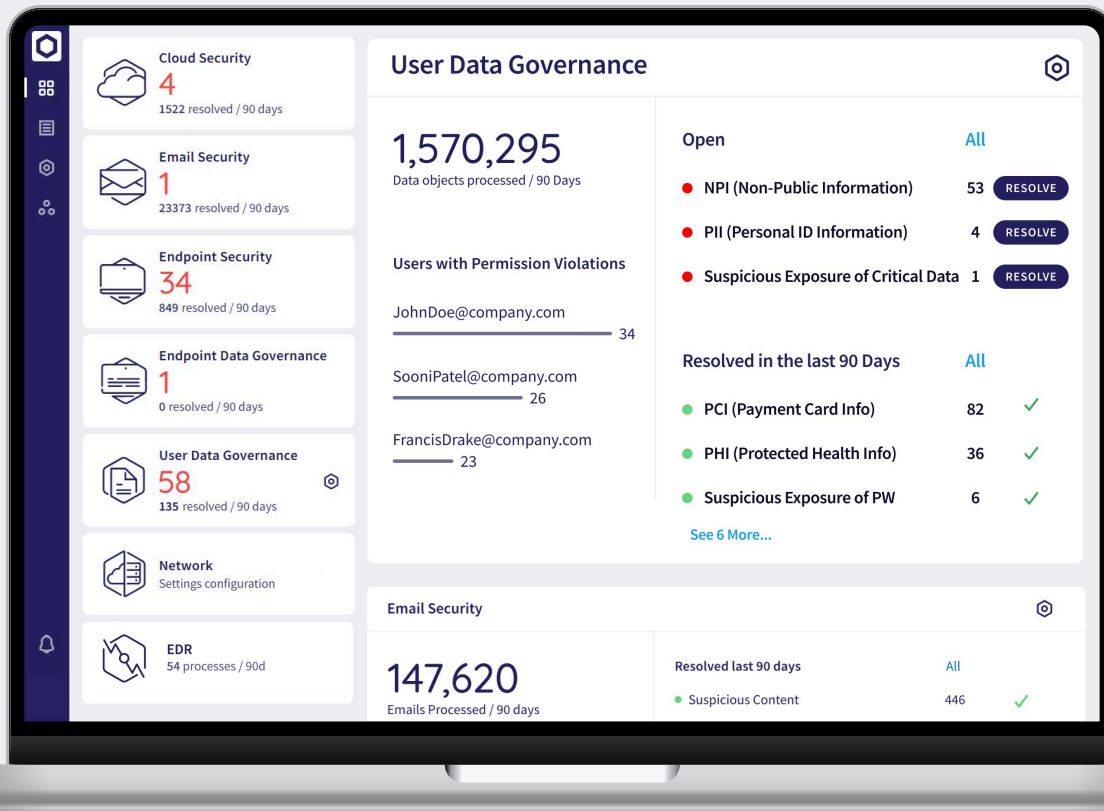 Cloud Security
4
1522 resolved / 90 days
Email Security
1
23373 resolved / 90 days
Endpoint Security
34
849 resolved / 90 days
Endpoint Data Governance
1
0 resolved / 90 days
User Data Governance
58
135 resolved / 90 days
Network
Settings configuration
EDR
54 processes / 90d
User Data Governance
1,570,295
Data objects processed / 90 Days
Users with Permission Violations
JohnDoe@company.com
34
SooniPatel@company.com
26
FrancisDrake@company.com
23
Open All
NPI (Non-Public Information) 53 RESOLVE
PII (Personal ID Information) 4 RESOLVE
Suspicious Exposure of Critical Data 1 RESOLVE
Resolved in the last 90 Days All
PCI (Payment Card Info) 82
PHI (Protected Health Info) 36
Suspicious Exposure of PW 6
See 6 More...
Email Security
147,620
Emails Processed / 90 days
Resolved last 90 days All
Suspicious Content 446